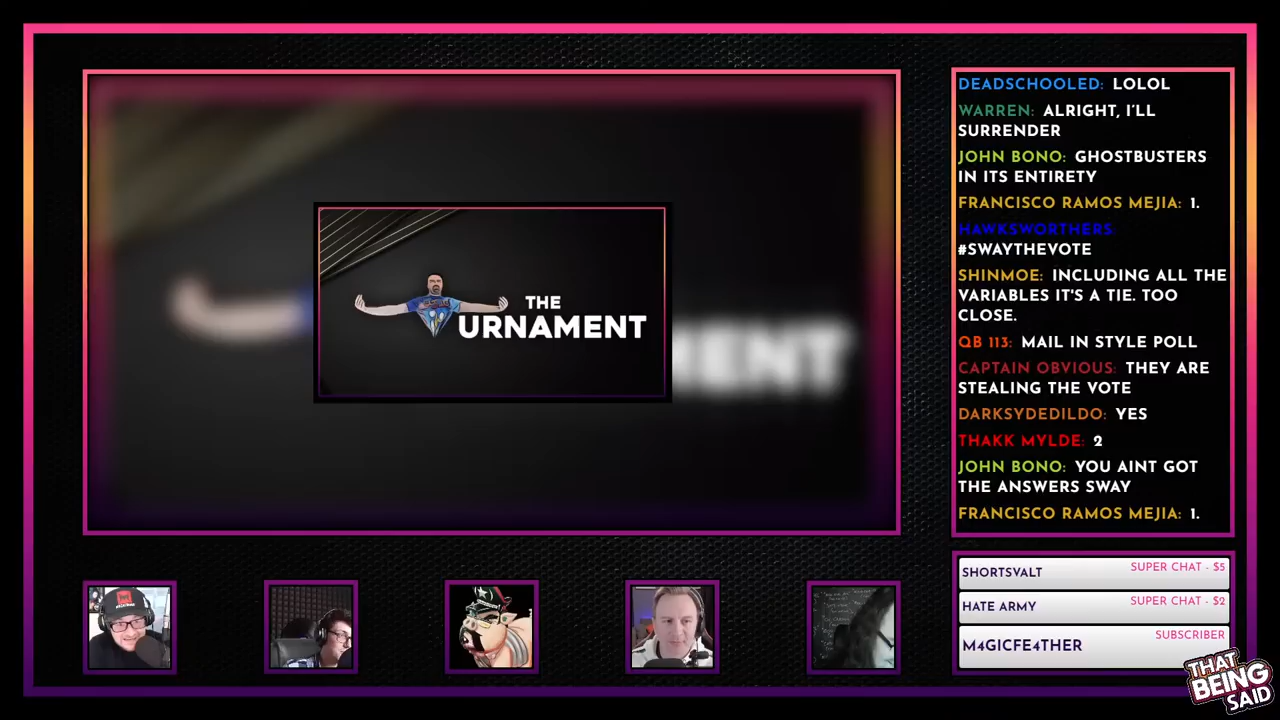 THE
URNAMENT
MENT
DEADSCHOOLED: LOLOL
WARREN: ALRIGHT, I'LL
SURRENDER
JOHN BONO: GHOSTBUSTERS
IN ITS ENTIRETY
FRANCISCO RAMOS MEJIA: 1.
HAWKSWORTHERS:
#SWAYTHEVOTE
SHINMOE: INCLUDING ALL THE
VARIABLES IT'S A TIE. TOO
CLOSE.
QB 113: MAIL IN STYLE POLL
CAPTAIN OBVIOUS: THEY ARE
STEALING THE VOTE
DARKSYDEDILDO: YES
THAKK MYLDE: 2
JOHN BONO: YOU AINT GOT
THE ANSWERS SWAY
FRANCISCO RAMOS MEJIA: 1.
SHORTSVALT SUPER CHAT - $5
HATE ARMY SUPER CHAT - $2
M4GICFE4THER SUBSCRIBER
THAT
BEING
SAID